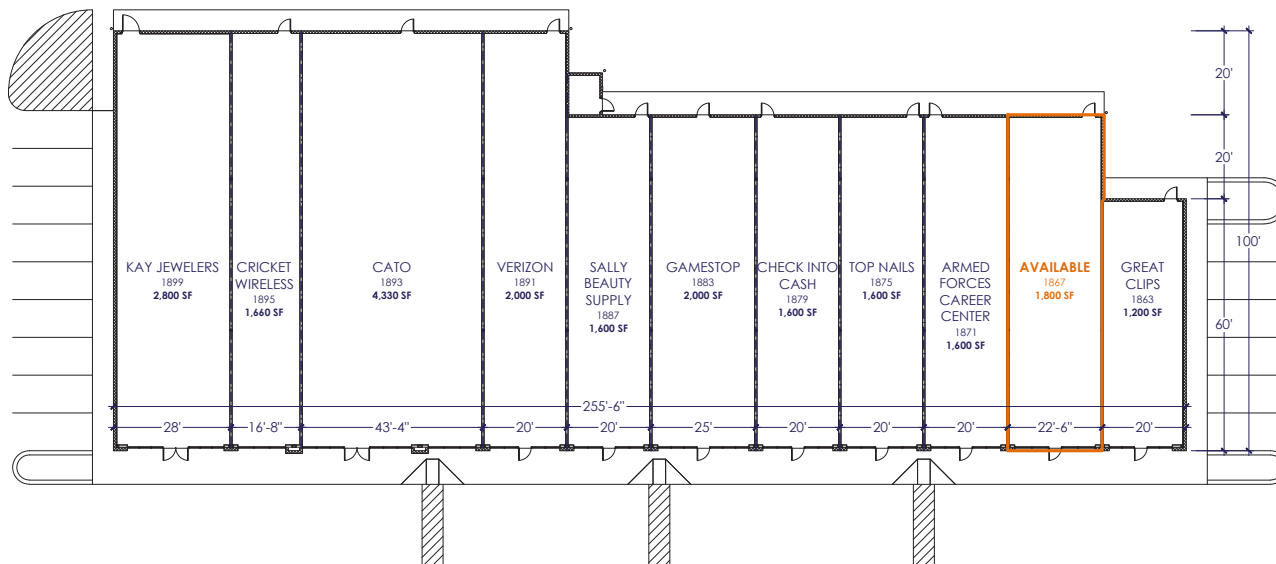 KAY JEWELERS
1899
2,800 SF
CRICKET
WIRELESS
1895
1,660 SF
CATO
1893
4,330 SF
VERIZON
1891
2,000 SF
SALLY
BEAUTY
SUPPLY
1887
1,600 SF
GAMESTOP
1883
2,000 SF
CHECK INTO
CASH
1879
1,600 SF
TOP NAILS
1875
1,600 SF
ARMED
FORCES
CAREER
CENTER
1871
1,600 SF
AVAILABLE
1867
1,800 SF
GREAT
CLIPS
1863
1,200 SF
20'
20'
100'
60'
255'-6"
28'
16'-8"
43'-4"
20'
20'
25'
20'
20'
20'
22'-6"
20'